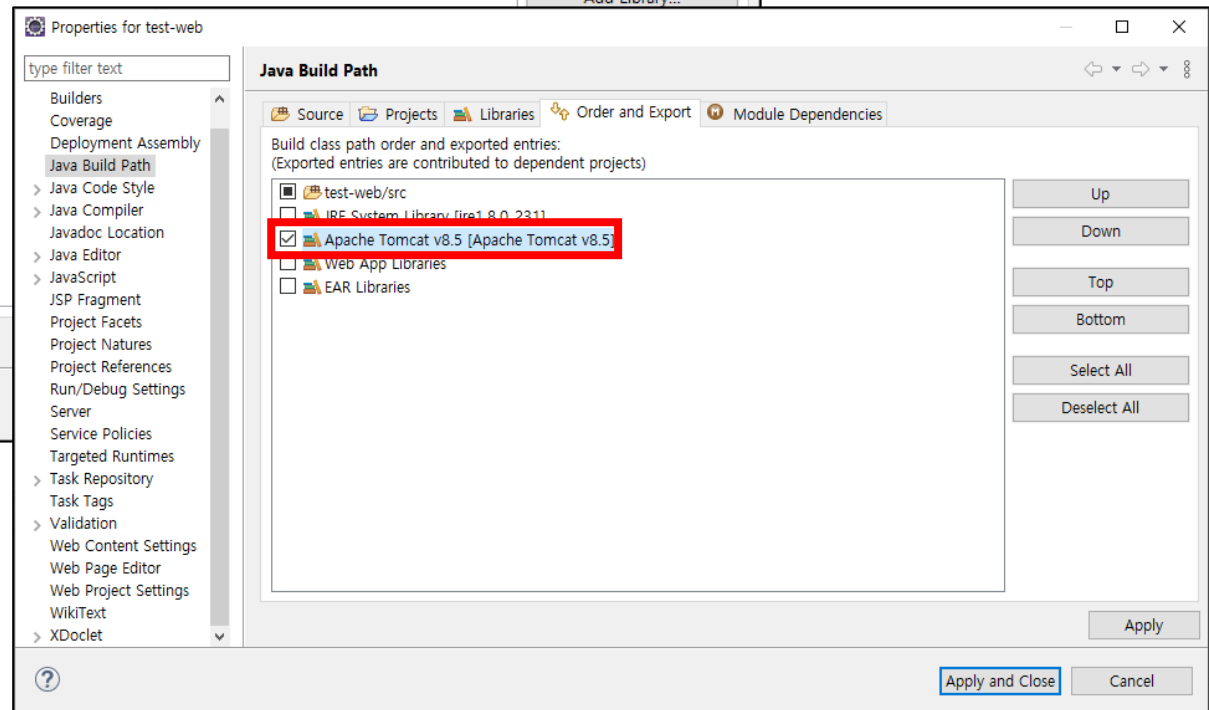 Add Library...
Properties for test-web
type filter text
Builders
Coverage
Deployment Assembly
Java Build Path
Java Code Style
Java Compiler
Javadoc Location
Java Editor
JavaScript
JSP Fragment
Project Facets
Project Natures
Project References
Run/Debug Settings
Server
Service Policies
Targeted Runtimes
Task Repository
Task Tags
Validation
Web Content Settings
Web Page Editor
Web Project Settings
WikiText
XDoclet
Java Build Path
Source Projects Libraries Order and Export Module Dependencies
Build class path order and exported entries:
(Exported entries are contributed to dependent projects)
test-web/src
JRE System Library [jre1.8.0_231]
Apache Tomcat v8.5 [Apache Tomcat v8.5]
Web App Libraries
EAR Libraries
Up
Down
Top
Bottom
Select All
Deselect All
Apply
Apply and Close
Cancel